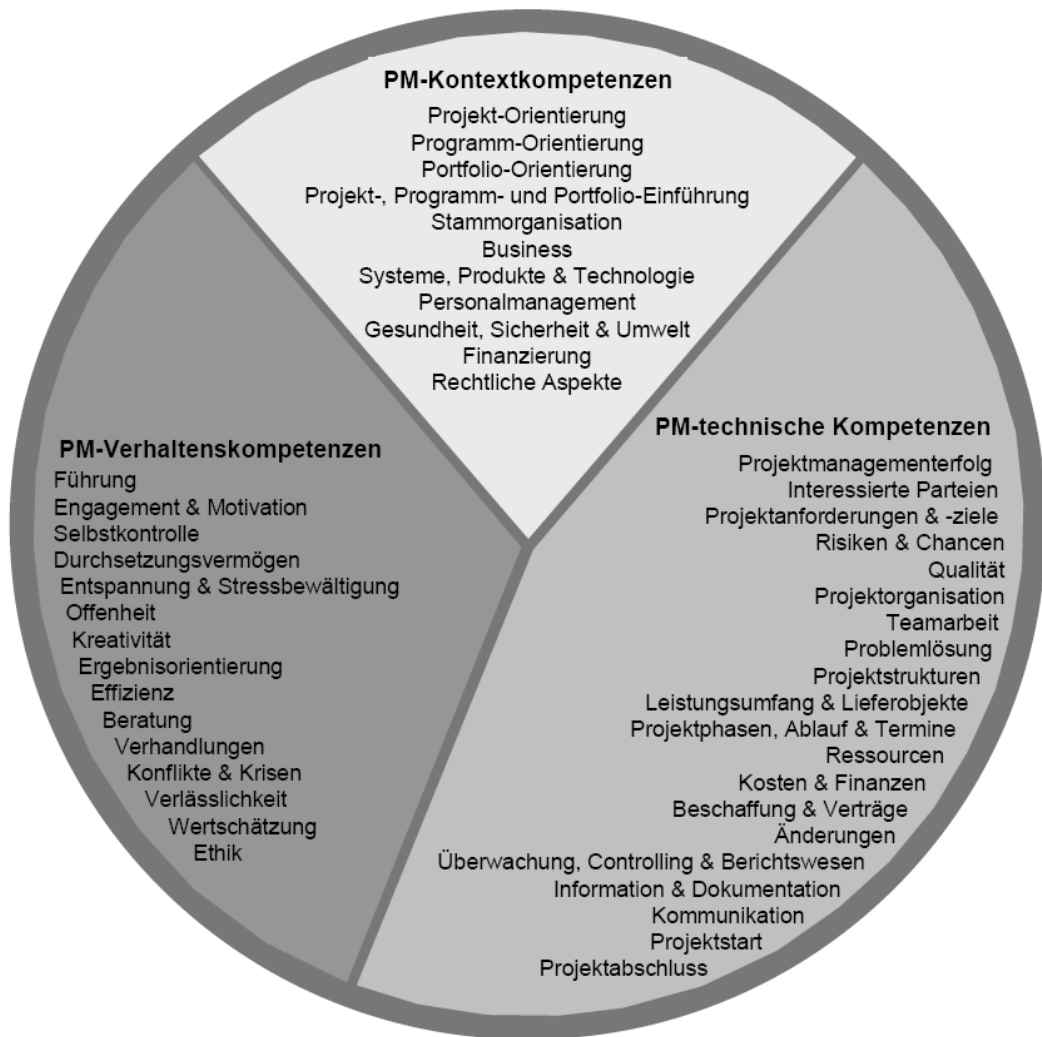 PM-Kontextkompetenzen
Projekt-Orientierung
Programm-Orientierung
Portfolio-Orientierung
Projekt-, Programm- und Portfolio-Einführung
Stammorganisation
Business
Systeme, Produkte & Technologie
Personalmanagement
Gesundheit, Sicherheit & Umwelt
Finanzierung
Rechtliche Aspekte
PM-Verhaltenskompetenzen
Führung
Engagement & Motivation
Selbstkontrolle
Durchsetzungsvermögen
Entspannung & Stressbewältigung
Offenheit
Kreativität
Ergebnisorientierung
Effizienz
Beratung
Verhandlungen
Konflikte & Krisen
Verlässlichkeit
Wertschätzung
Ethik
PM-technische Kompetenzen
Projektmanagementerfolg
Interessierte Parteien
Projektanforderungen & -ziele
Risiken & Chancen
Qualität
Projektorganisation
Teamarbeit
Problemlösung
Projektstrukturen
Leistungsumfang & Lieferobjekte
Projektphasen, Ablauf & Termine
Ressourcen
Kosten & Finanzen
Beschaffung & Verträge
Änderungen
Überwachung, Controlling & Berichtswesen
Information & Dokumentation
Kommunikation
Projektstart
Projektabschluss